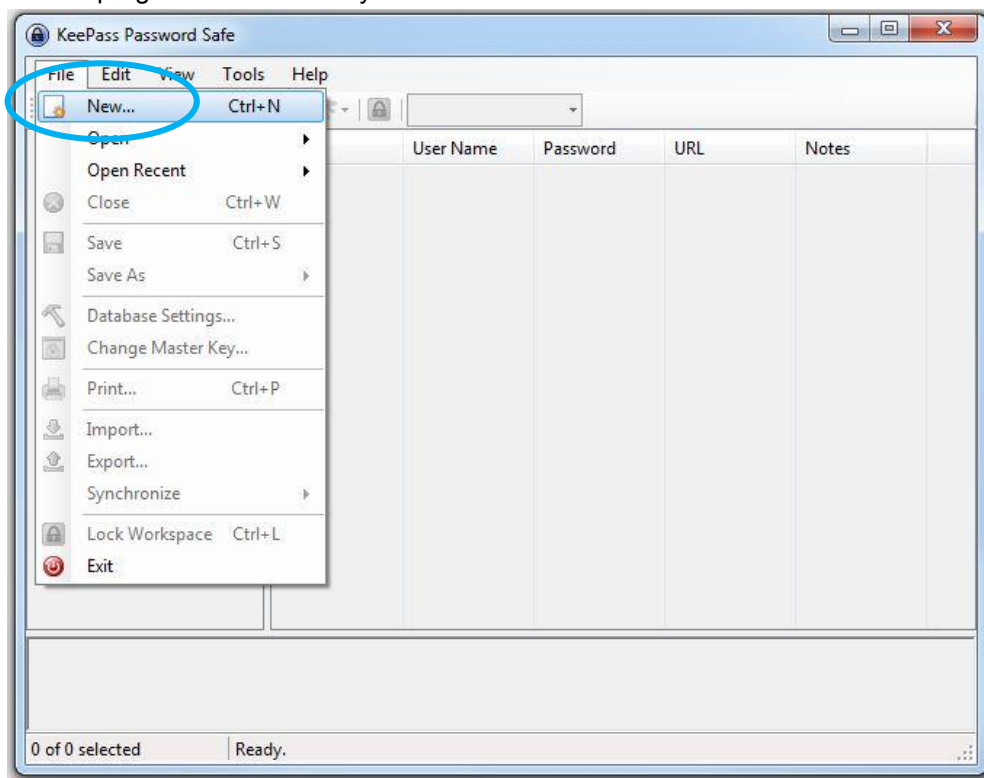 KeePass Password Safe
File Edit View Tools Help
New... Ctrl+N
Open
User Name Password URL Notes
Open Recent
Close Ctrl+W
Save Ctrl+S
Save As
Database Settings...
Change Master Key...
Print... Ctrl+P
Import...
Export...
Synchronize
Lock Workspace Ctrl+L
Exit
0 of 0 selected Ready.